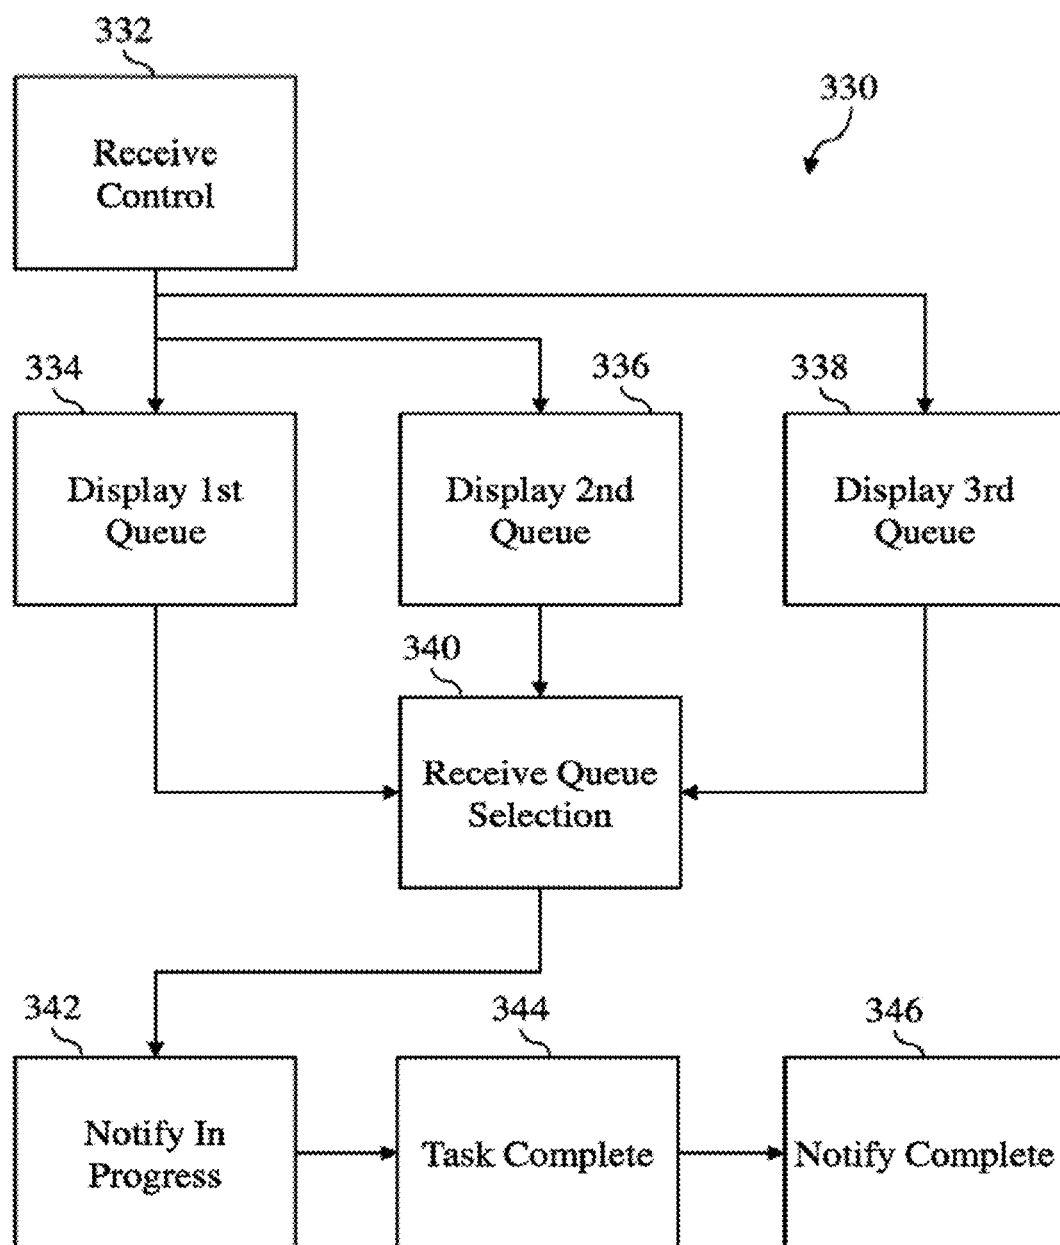 332
330
Receive
Control
334
336
338
Display 1st
Queue
Display 2nd
Queue
Display 3rd
Queue
340
Receive Queue
Selection
342
344
346
Notify In
Progress
Task Complete
Notify Complete